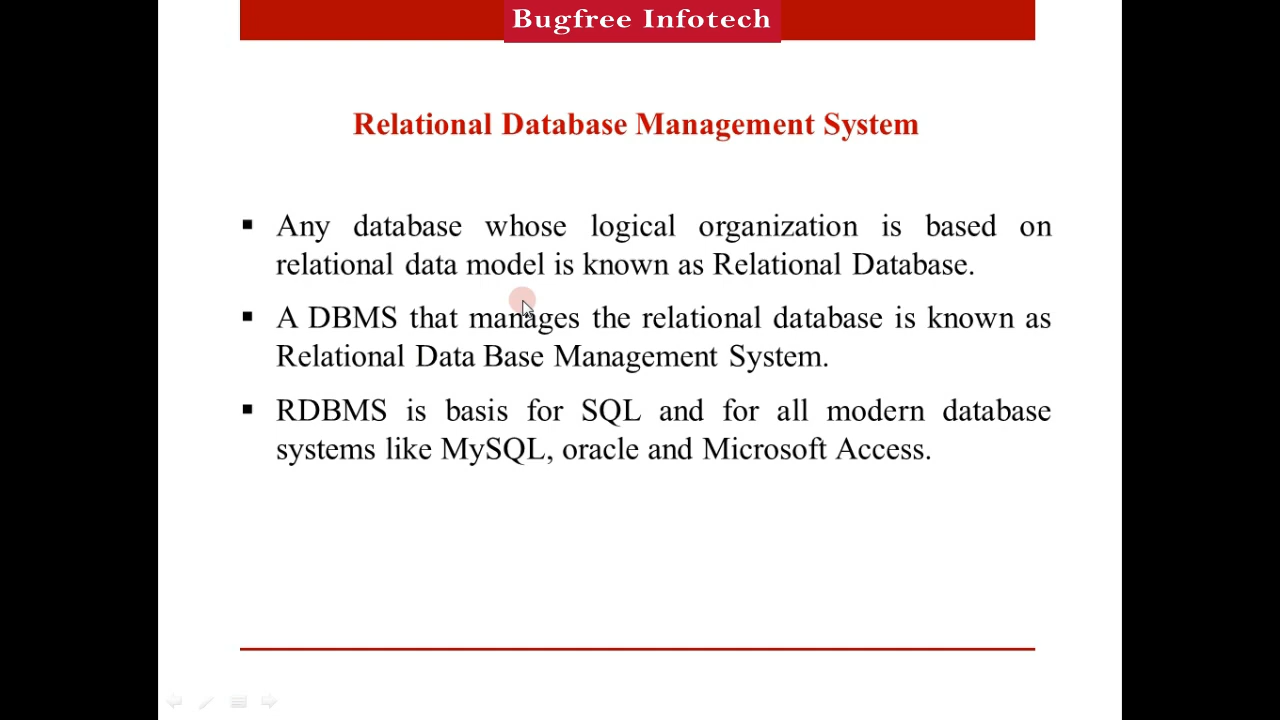 Bugfree Infotech
Relational Database Management System
▪ Any database whose logical organization is based on
relational data model is known as Relational Database.
▪ A DBMS that manages the relational database is known as
Relational Data Base Management System.
▪ RDBMS is basis for SQL and for all modern database
systems like MySQL, oracle and Microsoft Access.